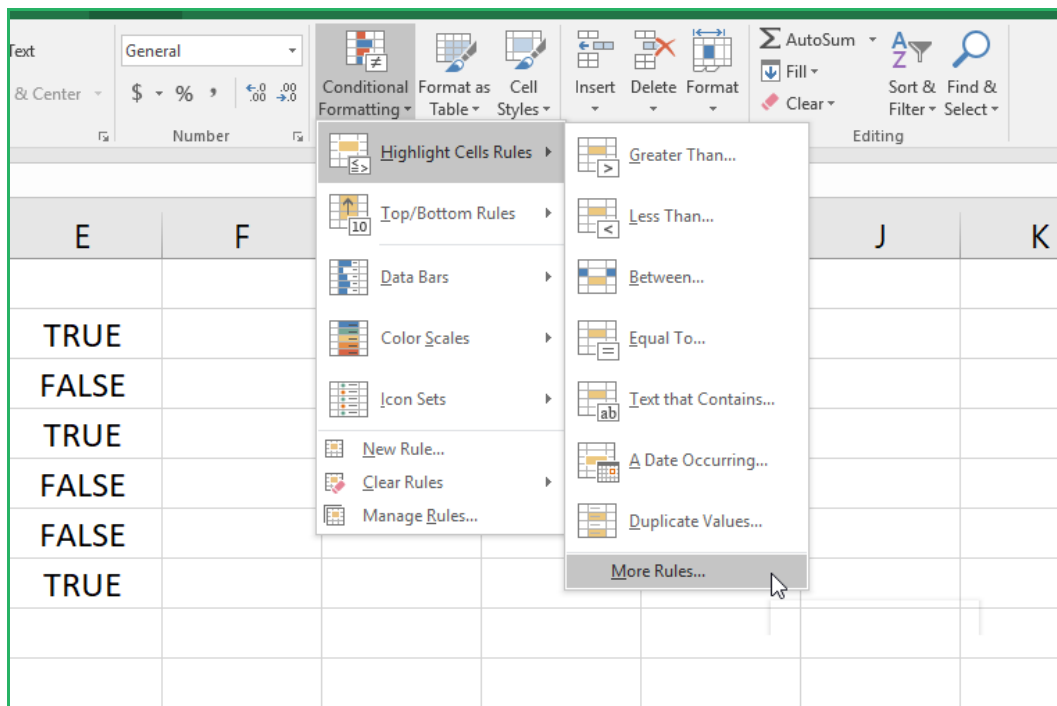 Text
General
AutoSum
Fill
Clear
& Center
$ % ,
.0 .00
.00 .0
Conditional
Formatting
Format as
Table
Cell
Styles
Insert
Delete
Format
Sort &
Filter
Find &
Select
Number
Editing
Highlight Cells Rules
Top/Bottom Rules
Data Bars
Color Scales
Icon Sets
New Rule...
Clear Rules
Manage Rules...
Greater Than...
Less Than...
Between...
Equal To...
Text that Contains...
A Date Occurring...
Duplicate Values...
More Rules...
E F J K
TRUE
FALSE
TRUE
FALSE
FALSE
TRUE